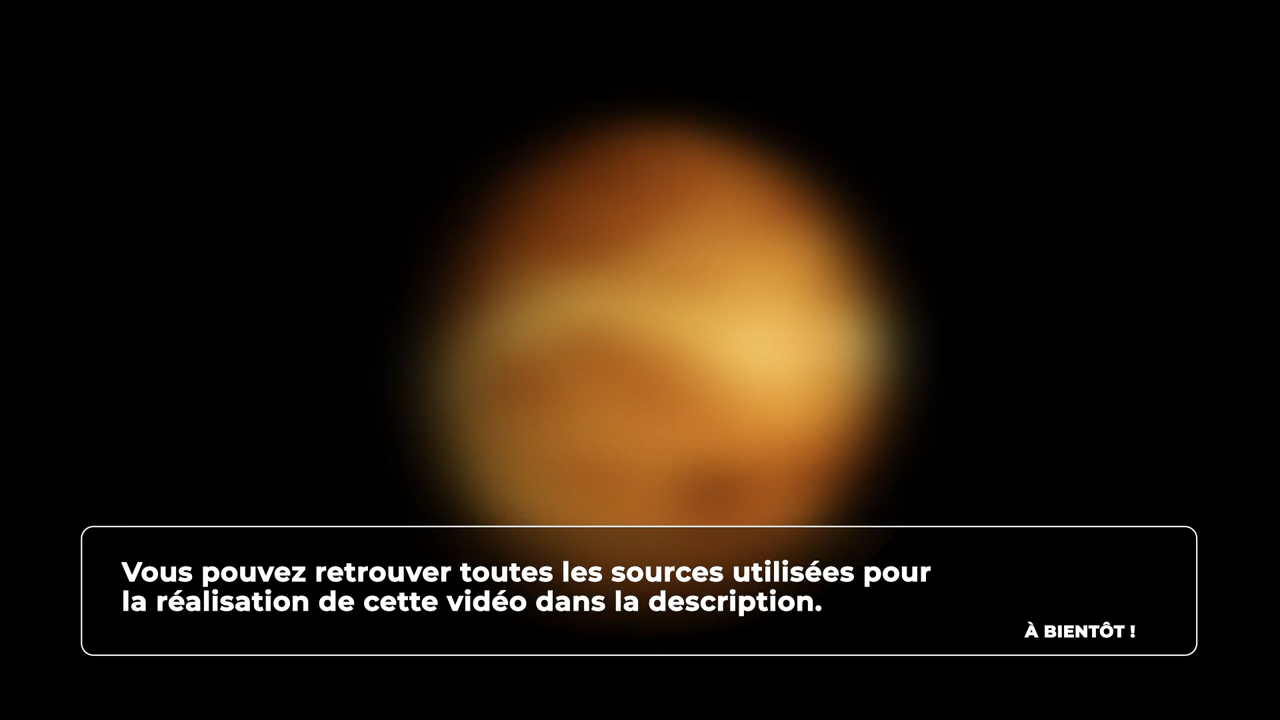 Vous pouvez retrouver toutes les sources utilisées pour
la réalisation de cette vidéo dans la description.
À BIENTÔT !